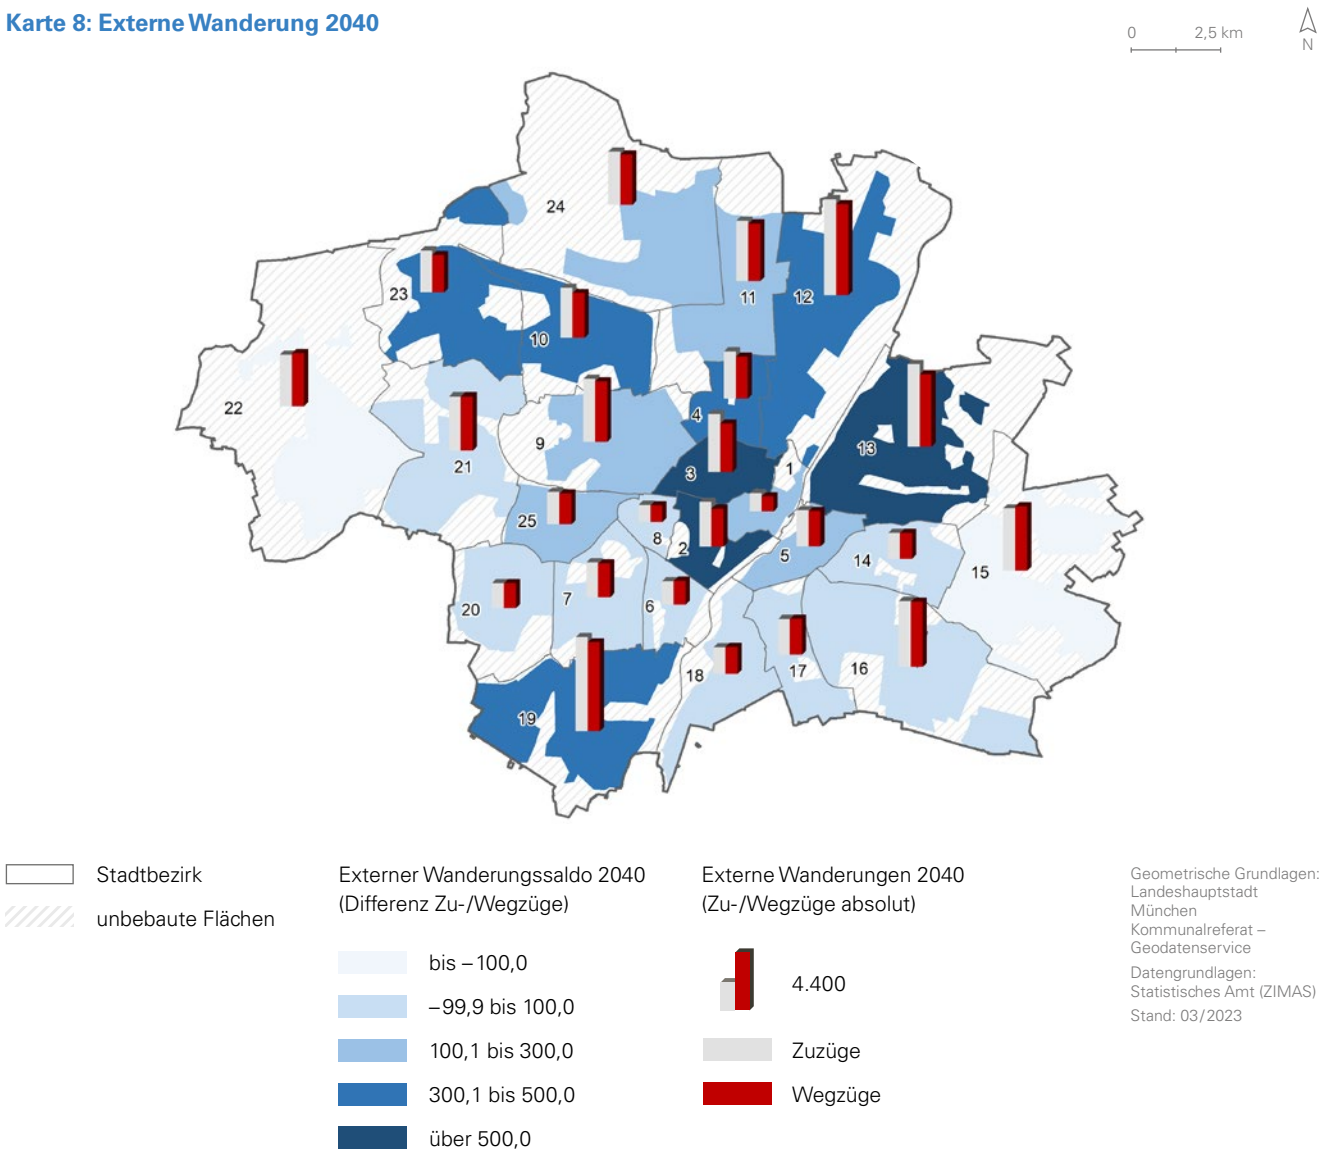 Karte 8: Externe Wanderung 2040
0 2,5 km
N
24
23
11
12
10
22
4
9
21
3
1
13
25
8
2
5
14
15
20
7
6
18
17
16
19
Stadtbezirk
unbebaute Flächen
Externer Wanderungssaldo 2040
(Differenz Zu-/Wegzüge)
bis –100,0
–99,9 bis 100,0
100,1 bis 300,0
300,1 bis 500,0
über 500,0
Externe Wanderungen 2040
(Zu-/Wegzüge absolut)
4.400
Zuzüge
Wegzüge
Geometrische Grundlagen:
Landeshauptstadt
München
Kommunalreferat –
Geodatenservice
Datengrundlagen:
Statistisches Amt (ZIMAS)
Stand: 03/2023